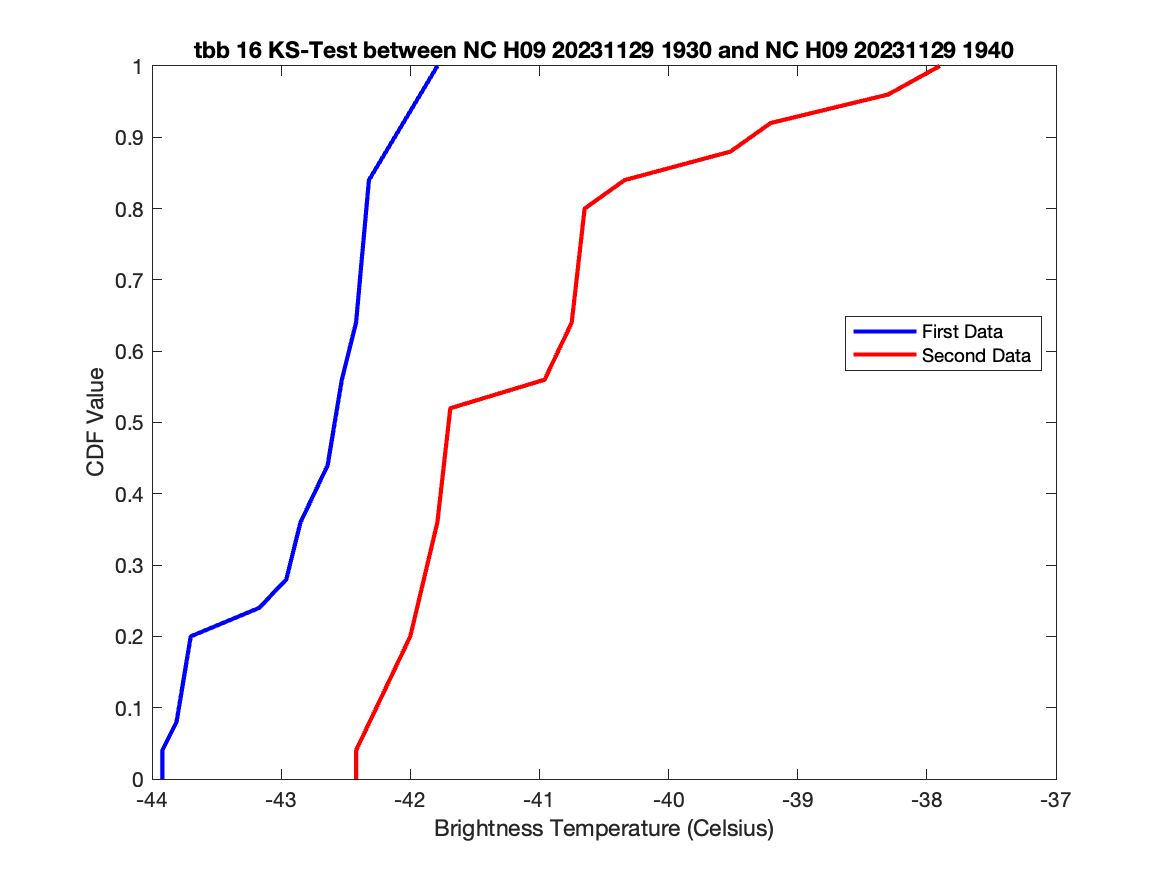 tbb 16 KS-Test between NC H09 20231129 1930 and NC H09 20231129 1940
1
0.9
0.8
0.7
0.6
0.5
0.4
0.3
0.2
0.1
0
CDF Value
First Data
Second Data
-44 -43 -42 -41 -40 -39 -38 -37
Brightness Temperature (Celsius)